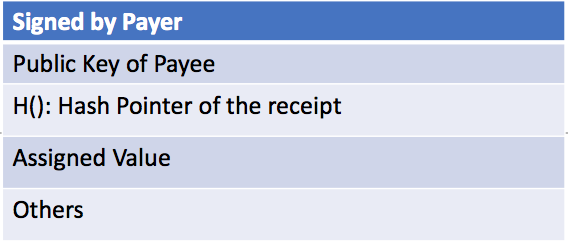 Signed by Payer
Public Key of Payee
H(): Hash Pointer of the receipt
Assigned Value
Others